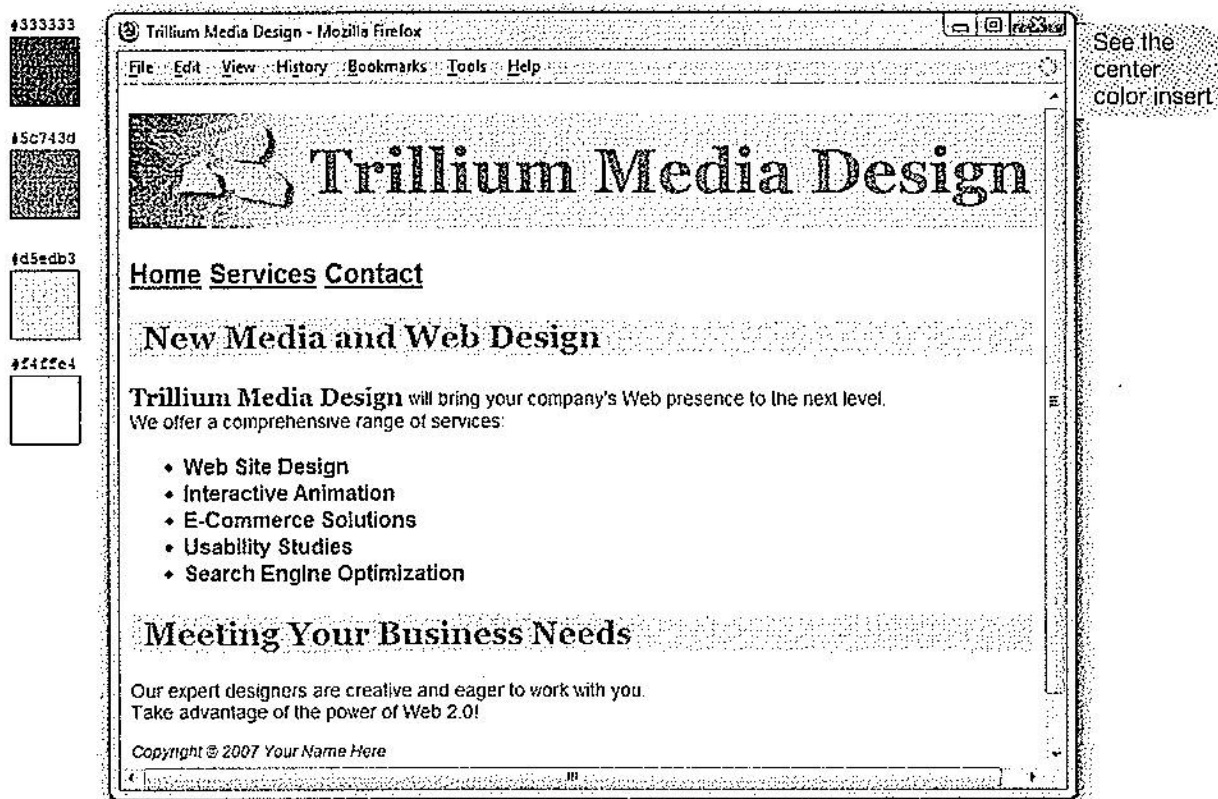 #333333
#5c743d
#d5edb3
#f4ffe4
Trillium Media Design - Mozilla Firefox
File Edit View History Bookmarks Tools Help
See the
center
color insert
Trillium Media Design
Home Services Contact
New Media and Web Design
Trillium Media Design will bring your company's Web presence to the next level.
We offer a comprehensive range of services:
• Web Site Design
• Interactive Animation
• E-Commerce Solutions
• Usability Studies
• Search Engine Optimization
Meeting Your Business Needs
Our expert designers are creative and eager to work with you.
Take advantage of the power of Web 2.0!
Copyright © 2007 Your Name Here